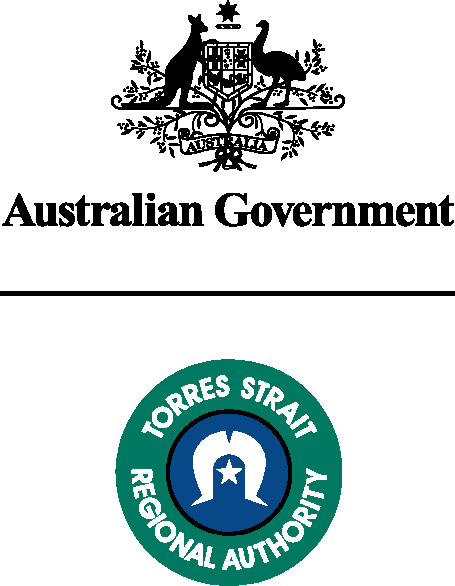 AUSTRALIA
Australian Government
TORRES STRAIT
REGIONAL AUTHORITY